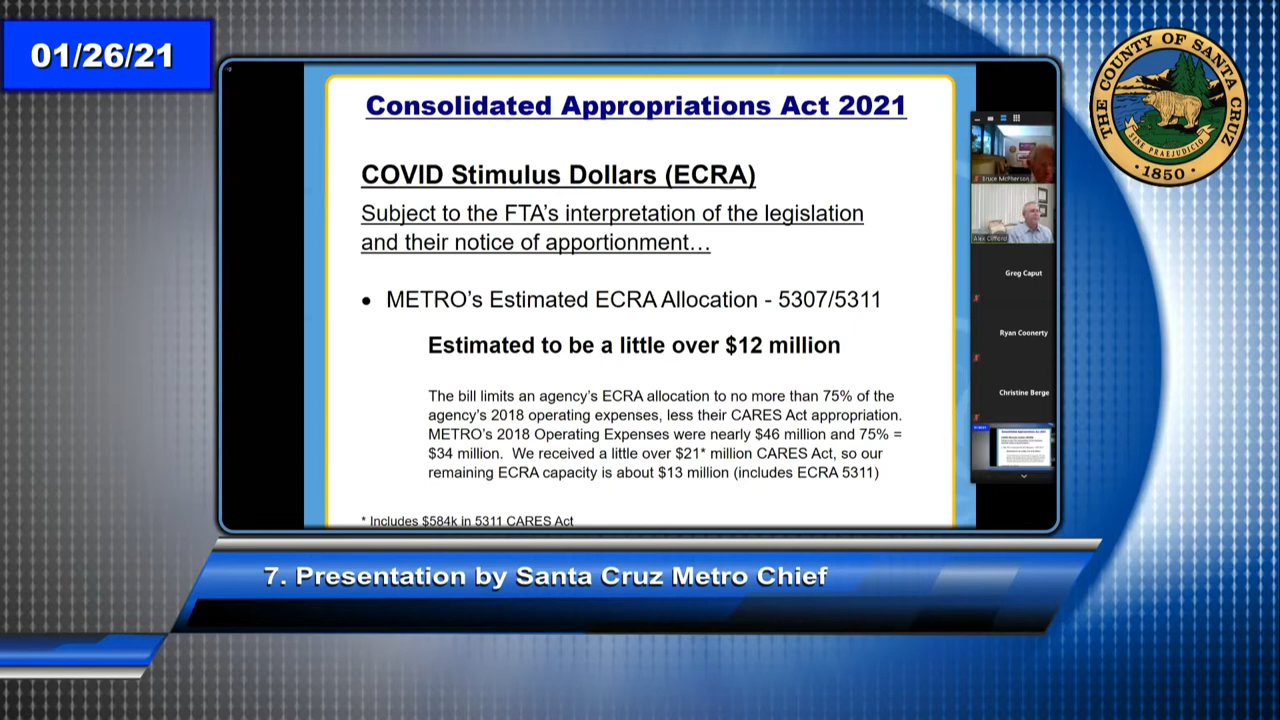 01/26/21
Consolidated Appropriations Act 2021
COVID Stimulus Dollars (ECRA)
Subject to the FTA's interpretation of the legislation
and their notice of apportionment…
• METRO's Estimated ECRA Allocation - 5307/5311
Estimated to be a little over $12 million
The bill limits an agency's ECRA allocation to no more than 75% of the
agency's 2018 operating expenses, less their CARES Act appropriation.
METRO's 2018 Operating Expenses were nearly $46 million and 75% =
$34 million. We received a little over $21* million CARES Act, so our
remaining ECRA capacity is about $13 million (includes ECRA 5311)
* Includes $584k in 5311 CARES Act
Bruce McPherson
Alex Clifford
Greg Caput
Ryan Coonerty
Christine Berge
THE COUNTY OF SANTA CRUZ
SINE PRAEJUDICIO
• 1850 •
7. Presentation by Santa Cruz Metro Chief